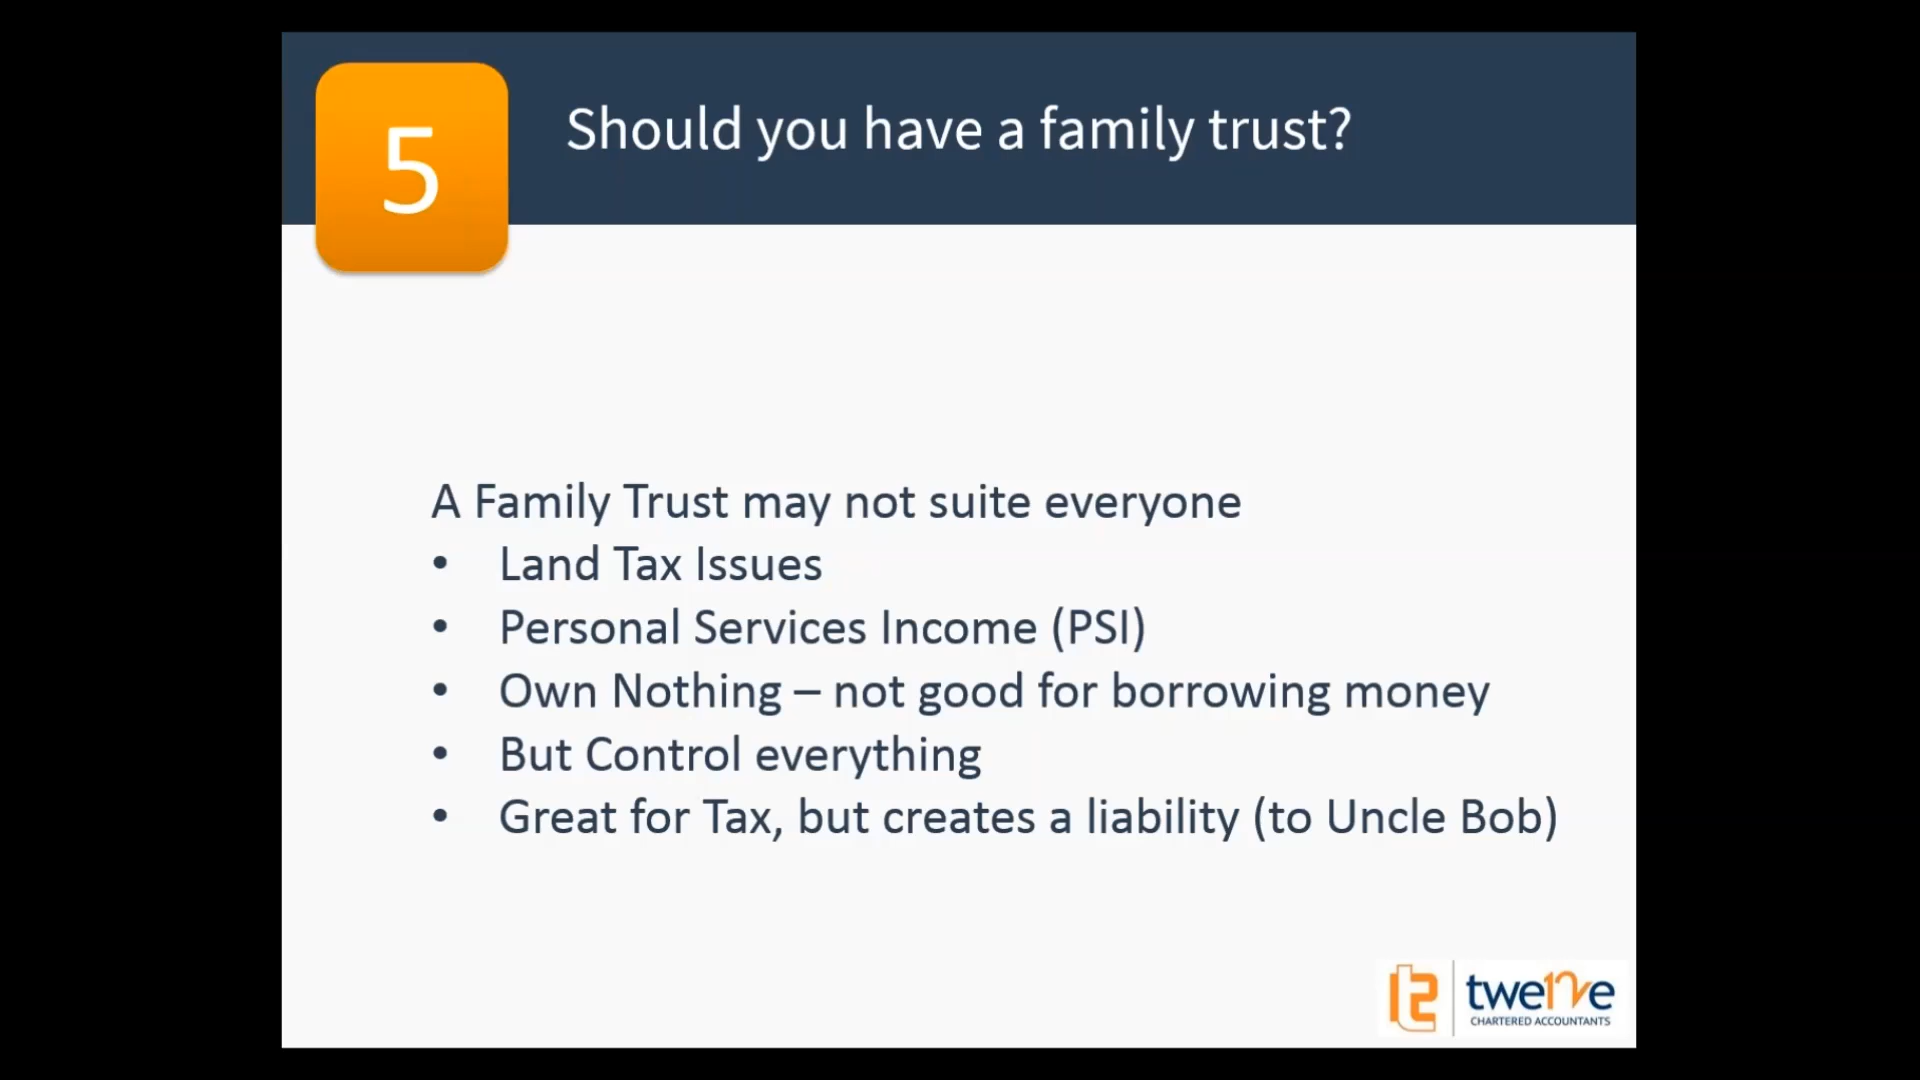 5
Should you have a family trust?
A Family Trust may not suite everyone
• Land Tax Issues
• Personal Services Income (PSI)
• Own Nothing – not good for borrowing money
• But Control everything
• Great for Tax, but creates a liability (to Uncle Bob)
twe12ve
CHARTERED ACCOUNTANTS